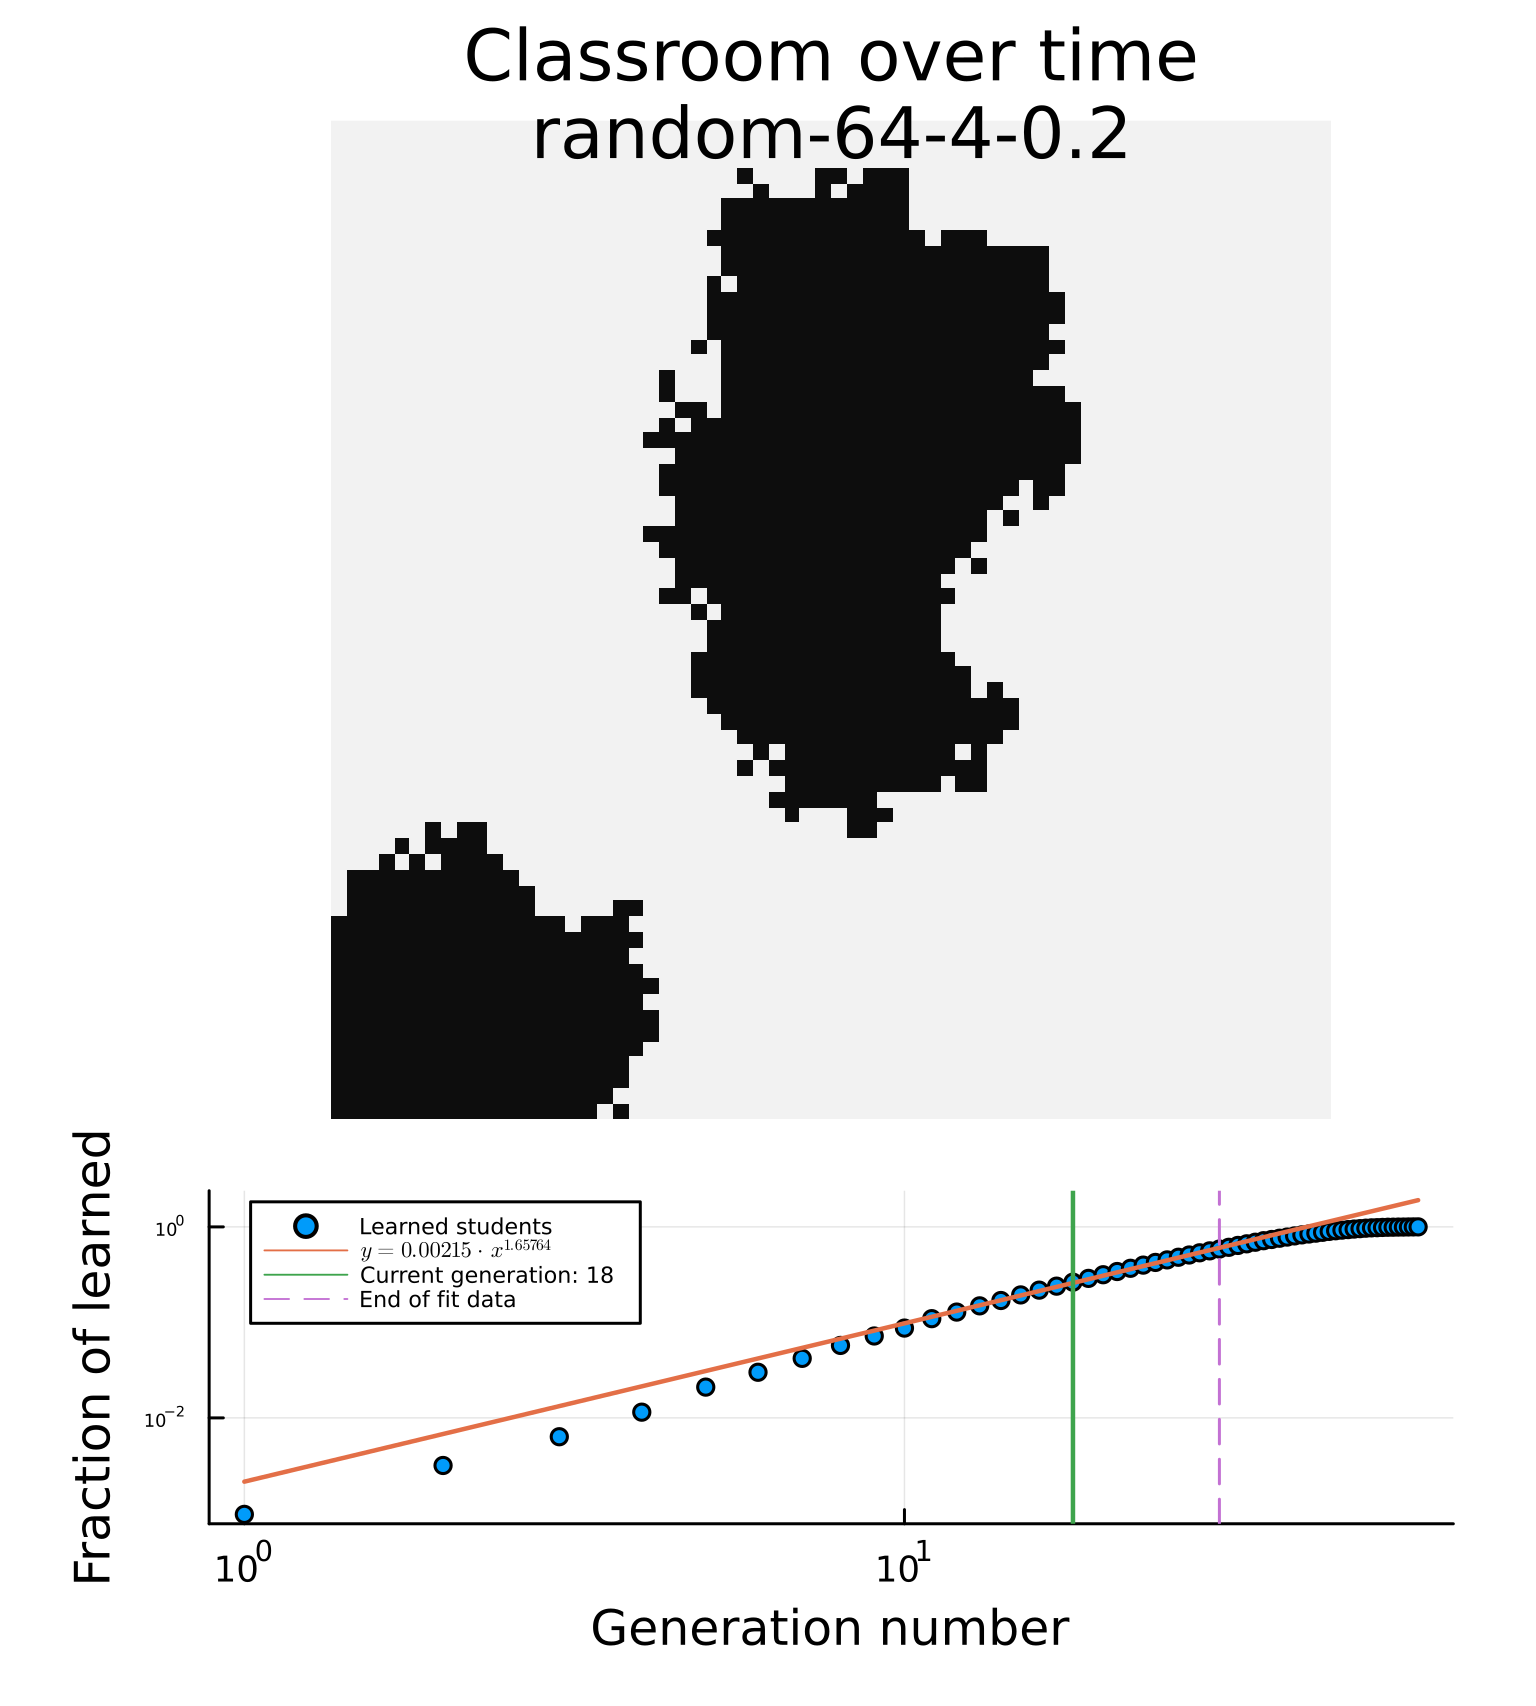 Classroom over time
random-64-4-0.2
Fraction of learned
10⁰
10⁻²
Learned students
y = 0.00215 · x^1.65764
Current generation: 18
End of fit data
10⁰
10¹
Generation number